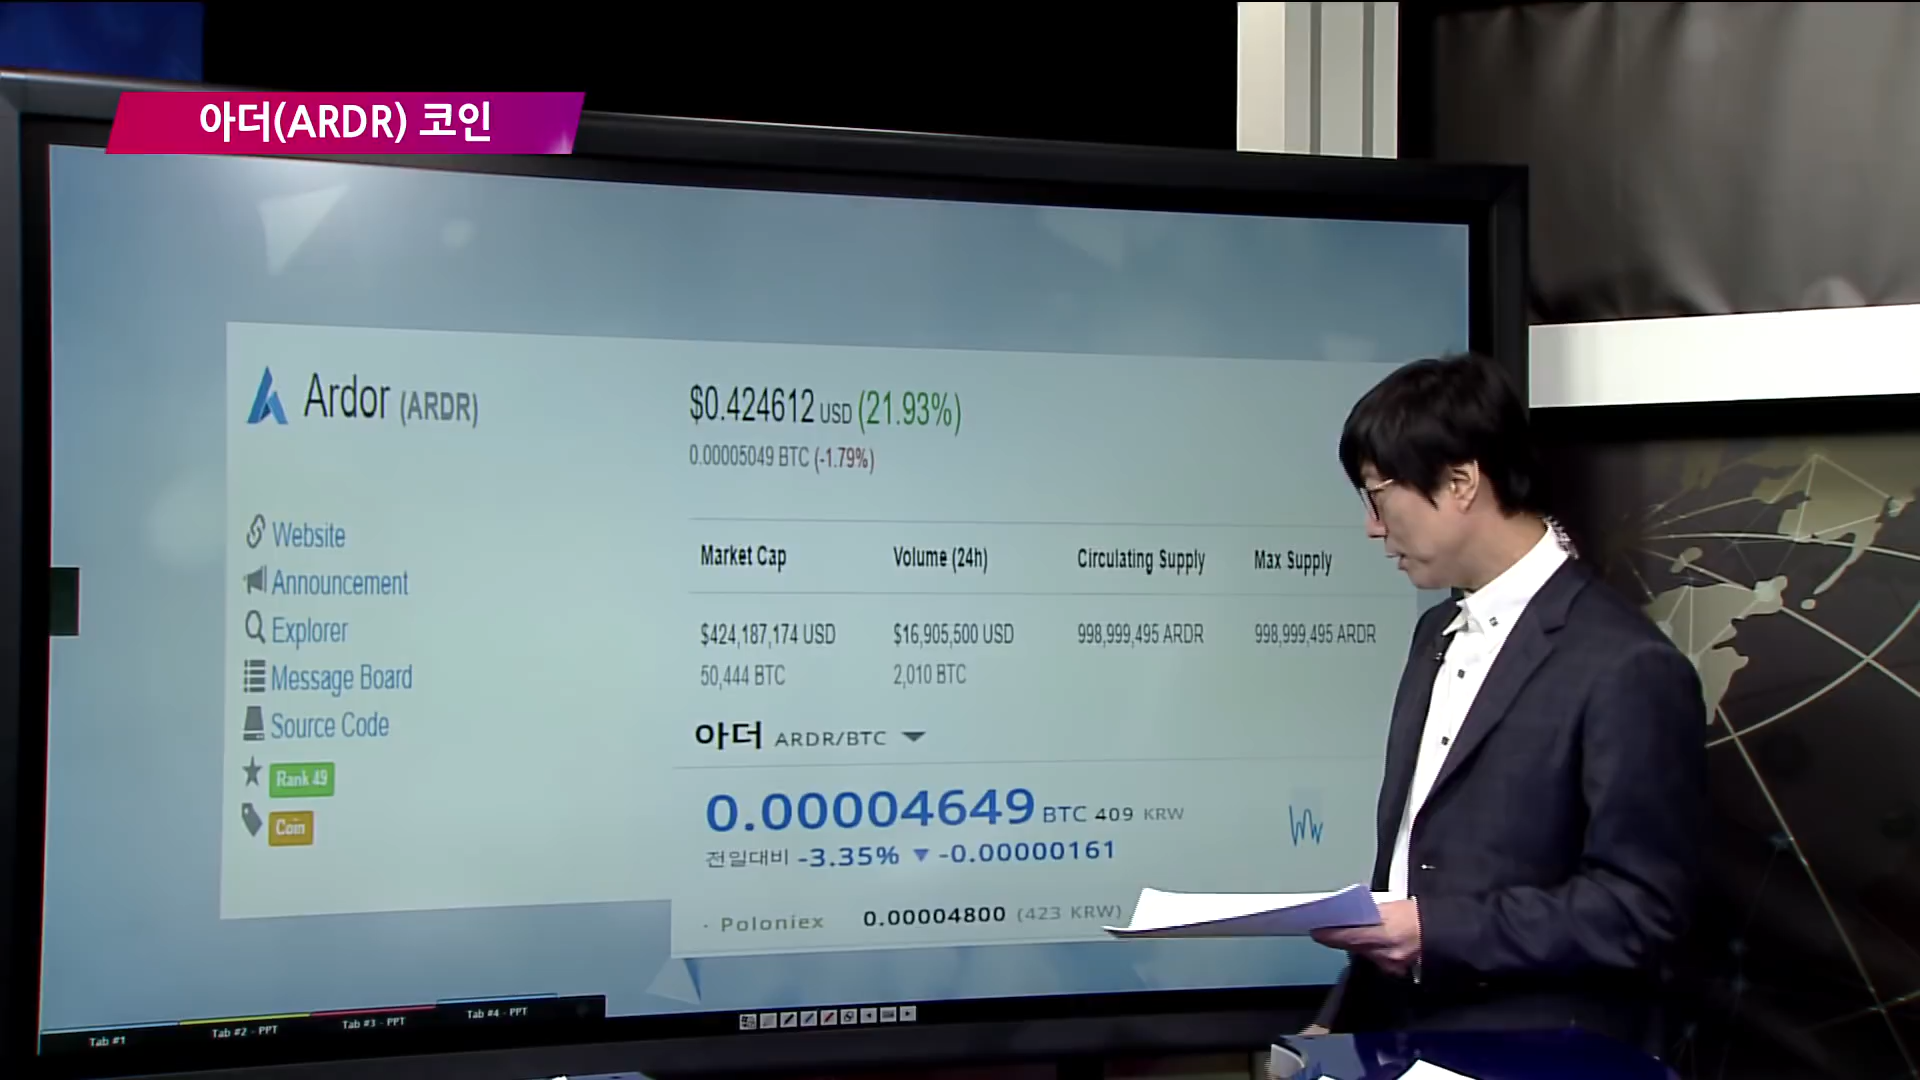 아더(ARDR) 코인
Ardor (ARDR)
$0.424612 USD (21.93%)
0.00005049 BTC (-1.79%)
Website
Announcement
Explorer
Message Board
Source Code
Rank 49
Coin
Market Cap Volume (24h) Circulating Supply Max Supply
$424,187,174 USD $16,905,500 USD 998,999,495 ARDR 998,999,495 ARDR
50,444 BTC 2,010 BTC
아더 ARDR/BTC
0.00004649 BTC 409 KRW
전일대비 -3.35% ▼ -0.00000161
· Poloniex 0.00004800 (423 KRW)
Tab #1 Tab #2 - PPT Tab #3 - PPT Tab #4 - PPT